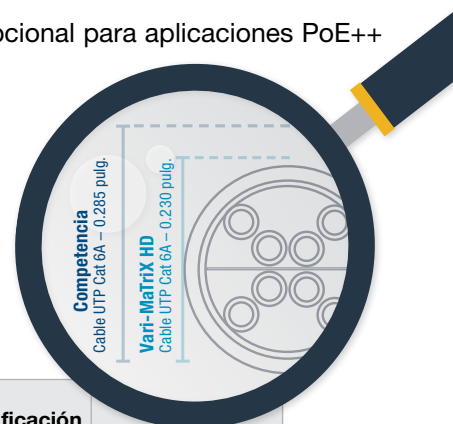 pcional para aplicaciones PoE++
Competencia
Cable UTP Cat 6A – 0.285 pulg.
Vari-MaTriX HD
Cable UTP Cat 6A – 0.230 pulg.
ficación